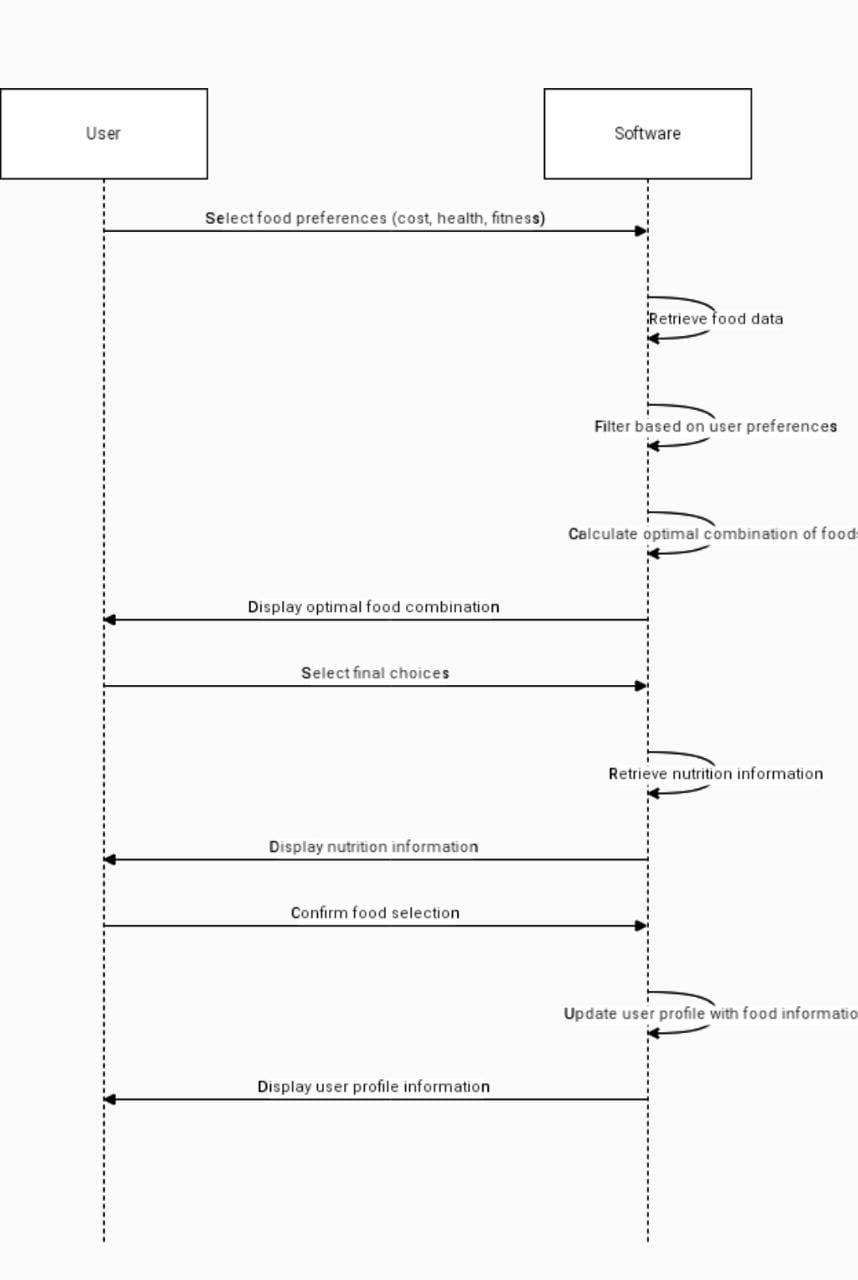 User
Software
Select food preferences (cost, health, fitness)
Retrieve food data
Filter based on user preferences
Calculate optimal combination of foods
Display optimal food combination
Select final choices
Retrieve nutrition information
Display nutrition information
Confirm food selection
Update user profile with food informatio
Display user profile information